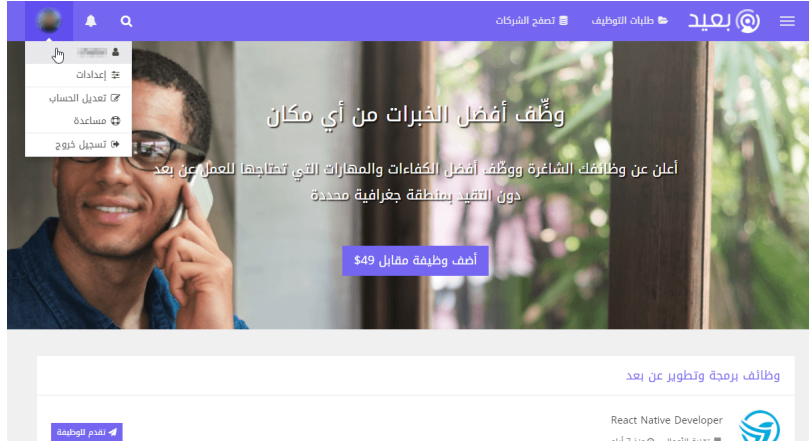 بعيد
طلبات التوظيف
تصفح الشركات
إعدادات
تعديل الحساب
مساعدة
تسجيل خروج
وظِّف أفضل الخبرات من أي مكان
أعلن عن وظائفك الشاغرة ووظّف أفضل الكفاءات والمهارات التي تحتاجها للعمل عن بعد
دون التقيد بمنطقة جغرافية محددة
أضف وظيفة مقابل 49$
وظائف برمجة وتطوير عن بعد
React Native Developer
تقدم للوظيفة